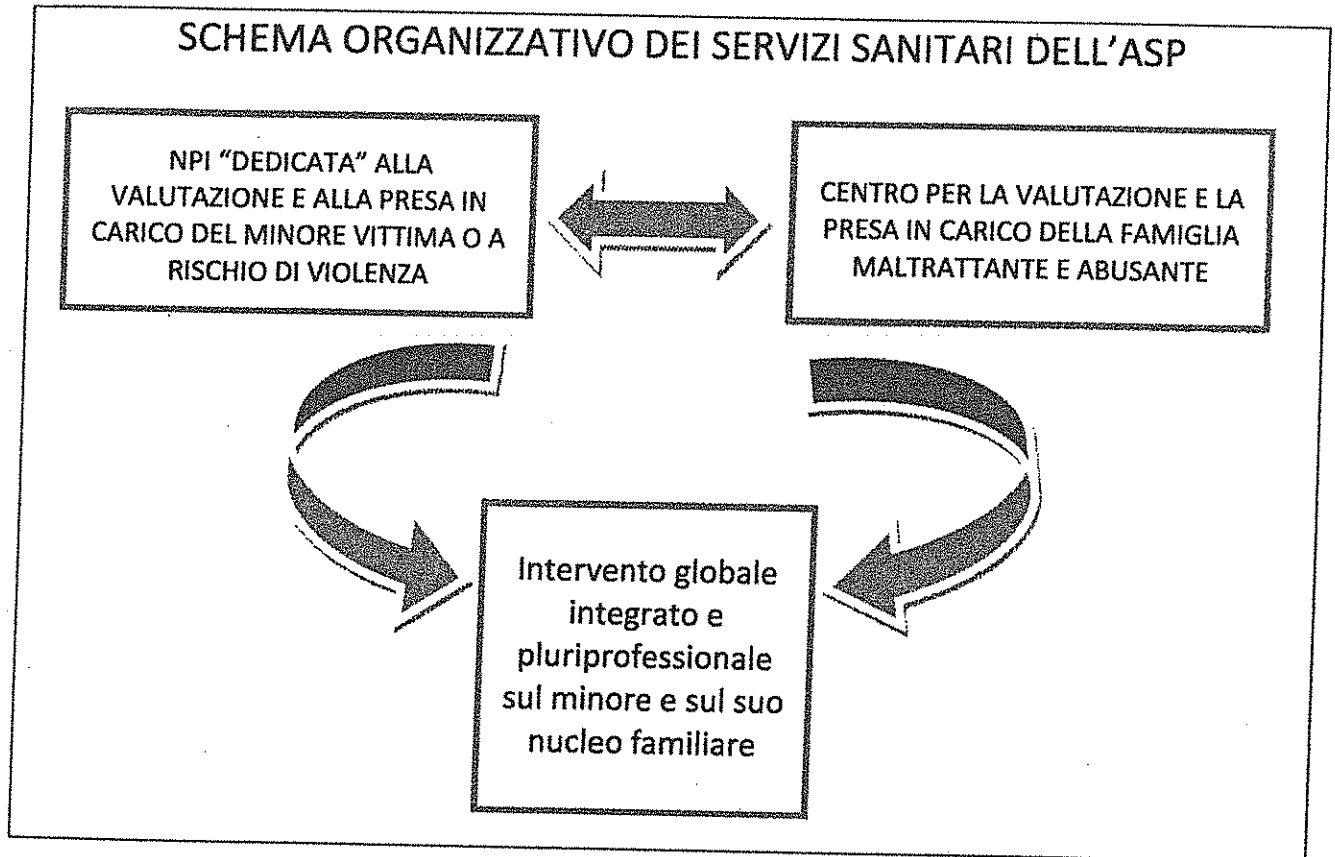 SCHEMA ORGANIZZATIVO DEI SERVIZI SANITARI DELL'ASP
NPI “DEDICATA” ALLA
VALUTAZIONE E ALLA PRESA IN
CARICO DEL MINORE VITTIMA O A
RISCHIO DI VIOLENZA
CENTRO PER LA VALUTAZIONE E LA
PRESA IN CARICO DELLA FAMIGLIA
MALTRATTANTE E ABUSANTE
Intervento globale
integrato e
pluriprofessionale
sul minore e sul suo
nucleo familiare